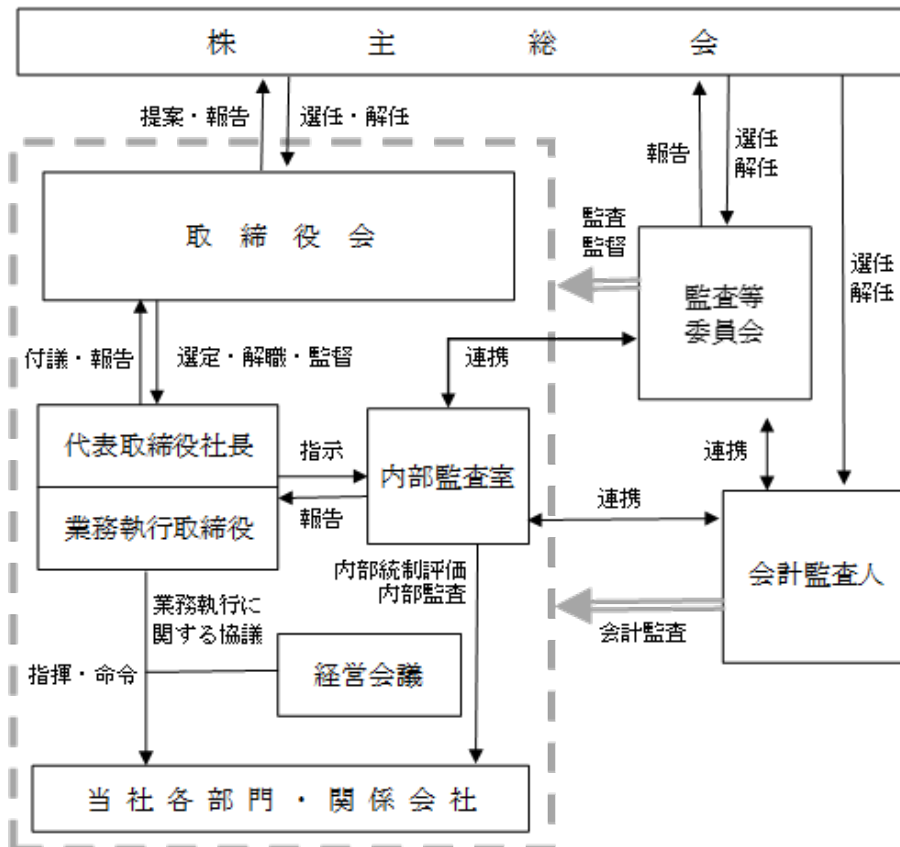 株主総会
提案・報告
選任・解任
報告
選任
解任
選任
解任
取締役会
監査
監督
監査等
委員会
付議・報告
選定・解職・監督
連携
連携
代表取締役社長
業務執行取締役
指示
報告
内部監査室
連携
会計監査人
内部統制評価
内部監査
会計監査
業務執行に
関する協議
指揮・命令
経営会議
当社各部門・関係会社